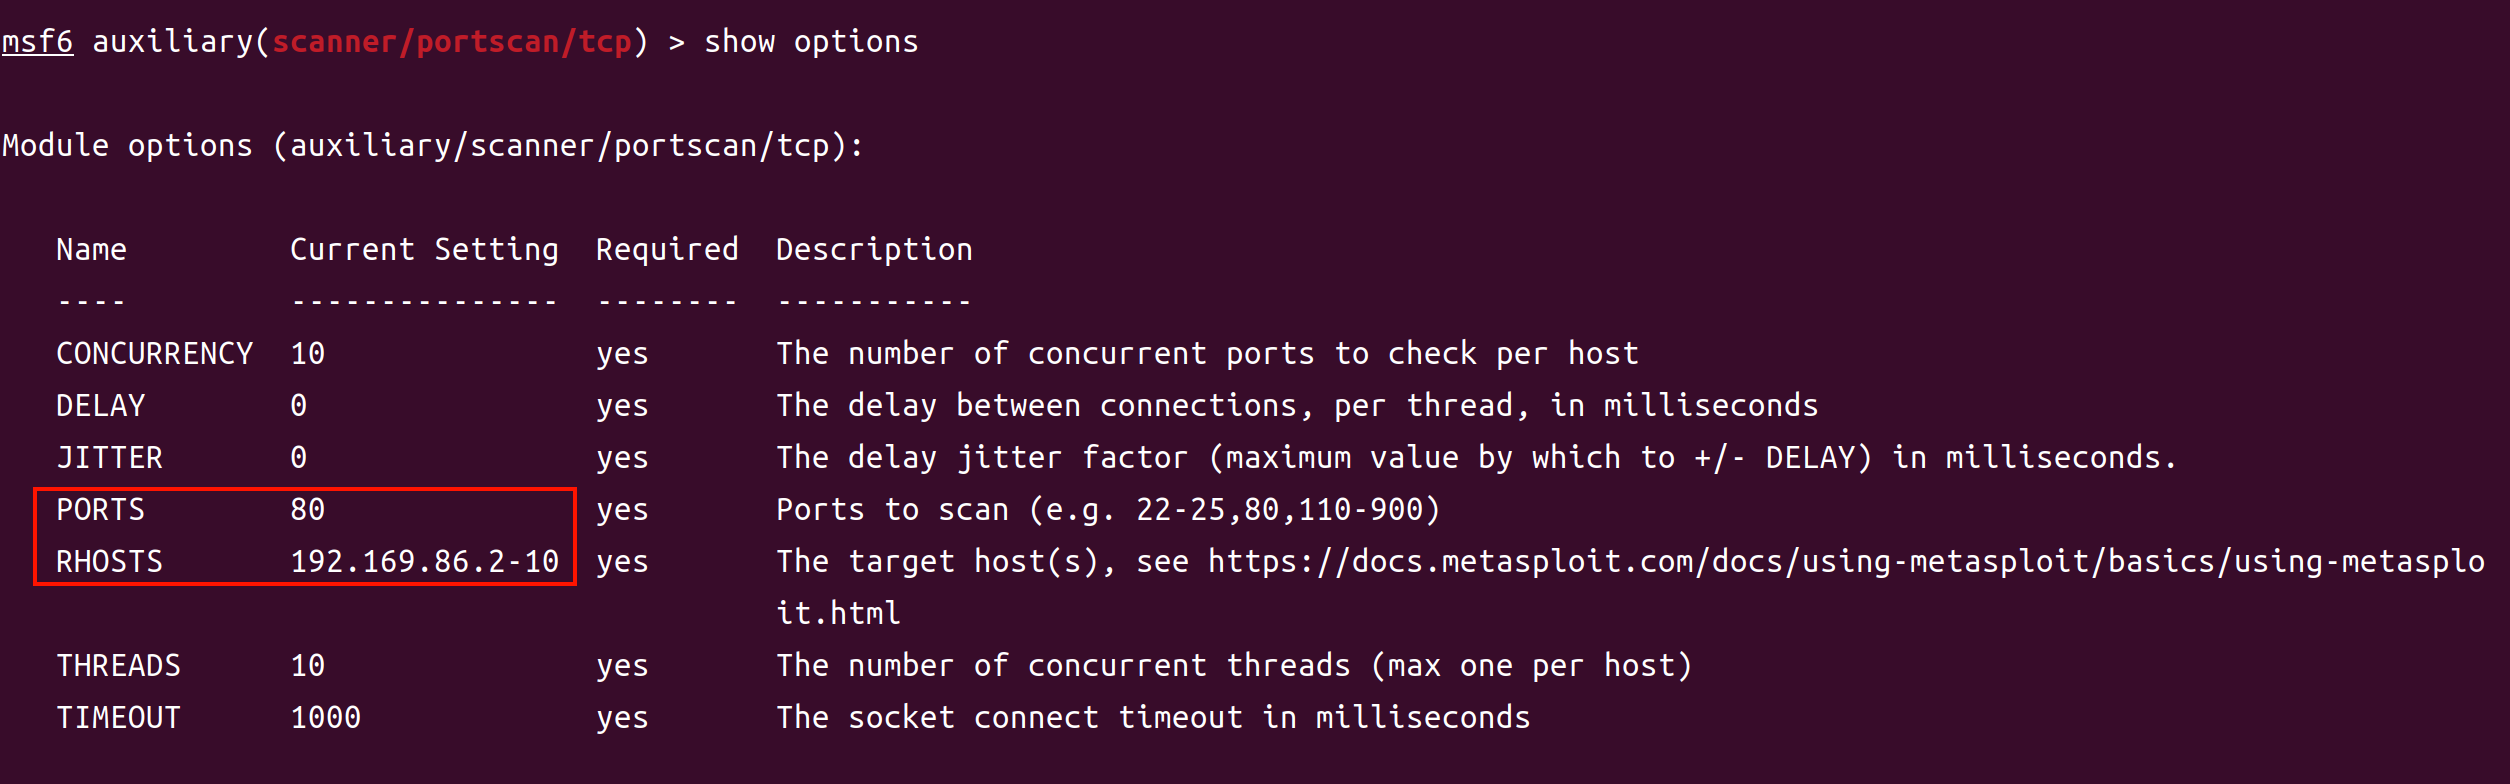 msf6 auxiliary(scanner/portscan/tcp) > show options
Module options (auxiliary/scanner/portscan/tcp):
Name Current Setting Required Description
---- --------------- -------- -----------
CONCURRENCY 10 yes The number of concurrent ports to check per host
DELAY 0 yes The delay between connections, per thread, in milliseconds
JITTER 0 yes The delay jitter factor (maximum value by which to +/- DELAY) in milliseconds.
PORTS 80 yes Ports to scan (e.g. 22-25,80,110-900)
RHOSTS 192.169.86.2-10 yes The target host(s), see https://docs.metasploit.com/docs/using-metasploit/basics/using-metasplo
it.html
THREADS 10 yes The number of concurrent threads (max one per host)
TIMEOUT 1000 yes The socket connect timeout in milliseconds